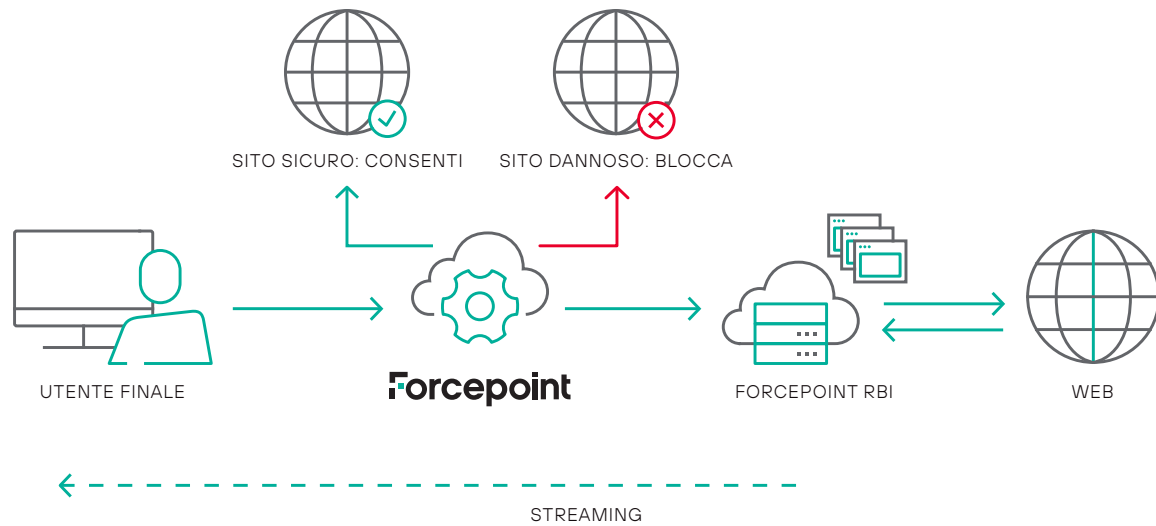 SITO SICURO: CONSENTI
SITO DANNOSO: BLOCCA
UTENTE FINALE
Forcepoint
FORCEPOINT RBI
WEB
STREAMING